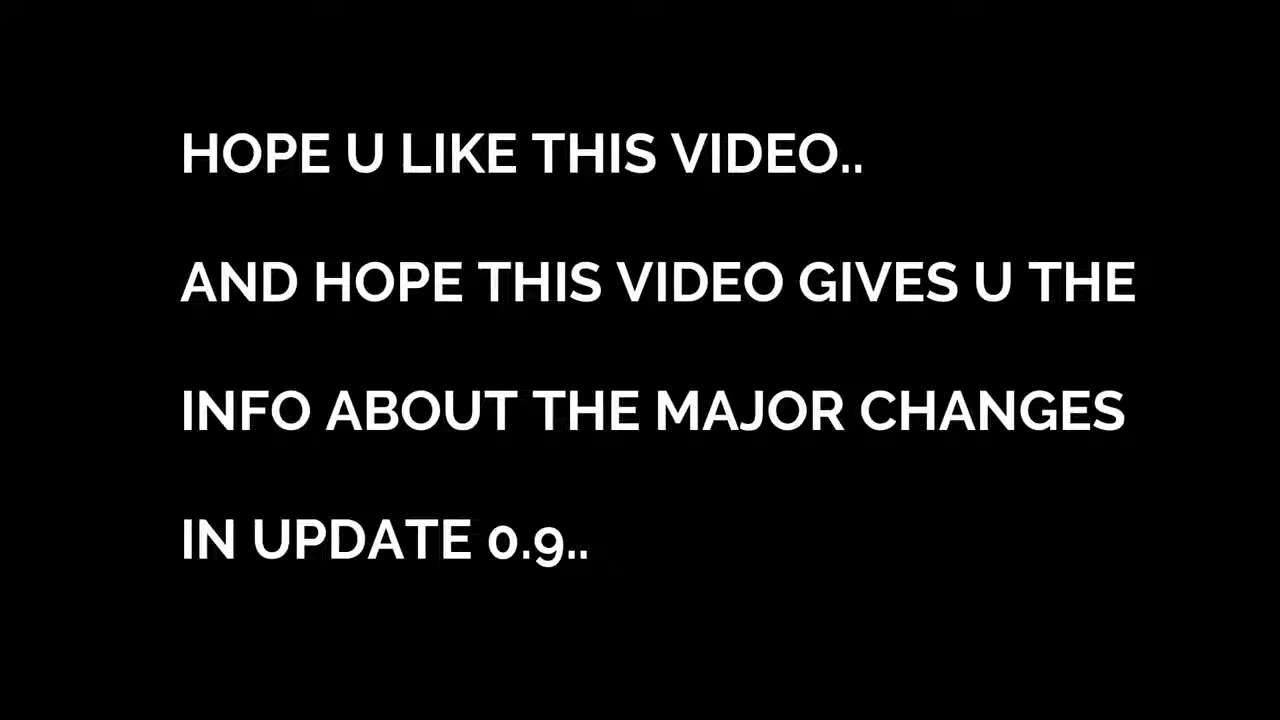 HOPE U LIKE THIS VIDEO..
AND HOPE THIS VIDEO GIVES U THE
INFO ABOUT THE MAJOR CHANGES
IN UPDATE 0.9..